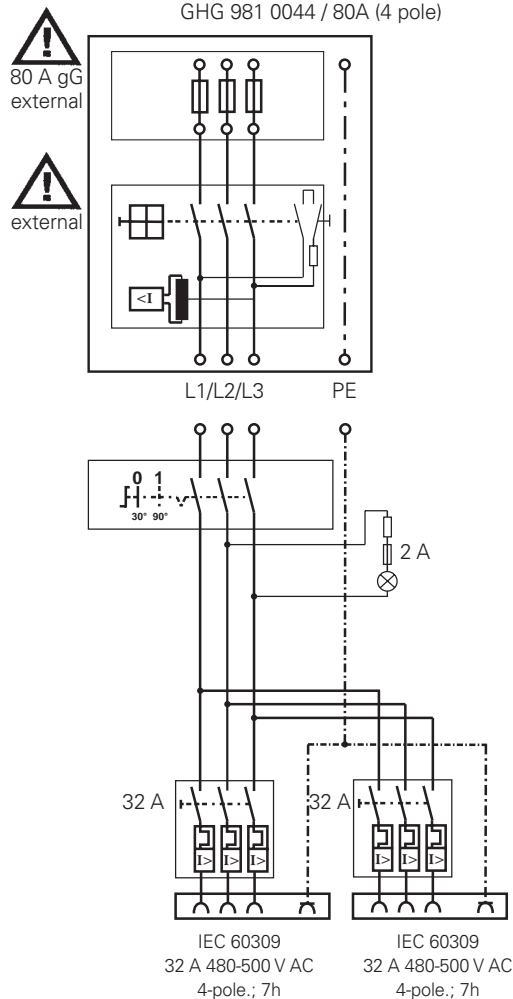 GHG 981 0044 / 80A (4 pole)
80 A gG
external
external
<I
L1/L2/L3
PE
0 1
30° 90°
2 A
32 A
32 A
I> I> I>
I> I> I>
IEC 60309
32 A 480-500 V AC
4-pole.; 7h
IEC 60309
32 A 480-500 V AC
4-pole.; 7h